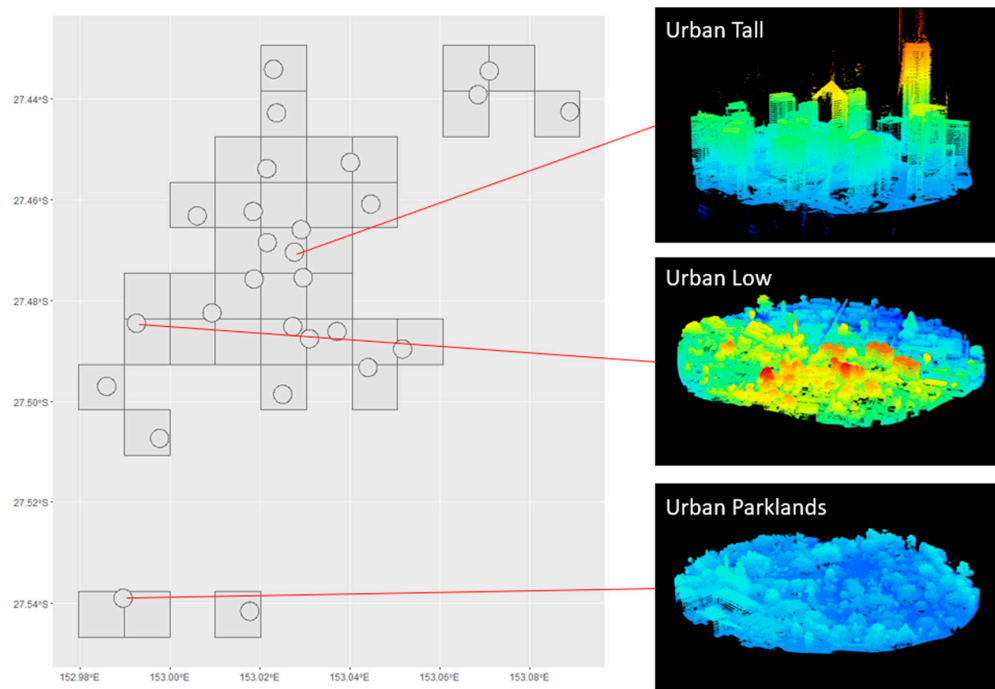 Urban Tall
27.44°S
27.46°S
27.48°S
Urban Low
27.50°S
27.52°S
Urban Parklands
27.54°S
152.98°E 153.00°E 153.02°E 153.04°E 153.06°E 153.08°E